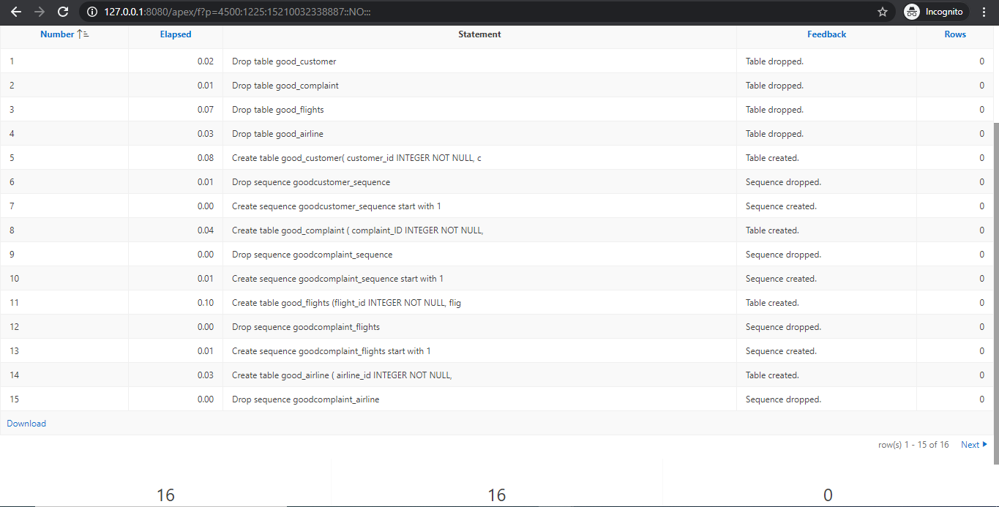 127.0.0.1:8080/apex/f?p=4500:1225:15210032338887::NO:::
Incognito
Number Elapsed Statement Feedback Rows
1 0.02 Drop table good_customer Table dropped. 0
2 0.01 Drop table good_complaint Table dropped. 0
3 0.07 Drop table good_flights Table dropped. 0
4 0.03 Drop table good_airline Table dropped. 0
5 0.08 Create table good_customer( customer_id INTEGER NOT NULL, c Table created. 0
6 0.01 Drop sequence goodcustomer_sequence Sequence dropped. 0
7 0.00 Create sequence goodcustomer_sequence start with 1 Sequence created. 0
8 0.04 Create table good_complaint ( complaint_ID INTEGER NOT NULL, Table created. 0
9 0.00 Drop sequence goodcomplaint_sequence Sequence dropped. 0
10 0.01 Create sequence goodcomplaint_sequence start with 1 Sequence created. 0
11 0.10 Create table good_flights (flight_id INTEGER NOT NULL, flig Table created. 0
12 0.00 Drop sequence goodcomplaint_flights Sequence dropped. 0
13 0.01 Create sequence goodcomplaint_flights start with 1 Sequence created. 0
14 0.03 Create table good_airline ( airline_id INTEGER NOT NULL, Table created. 0
15 0.00 Drop sequence goodcomplaint_airline Sequence dropped. 0
Download
row(s) 1 - 15 of 16 Next
16 16 0